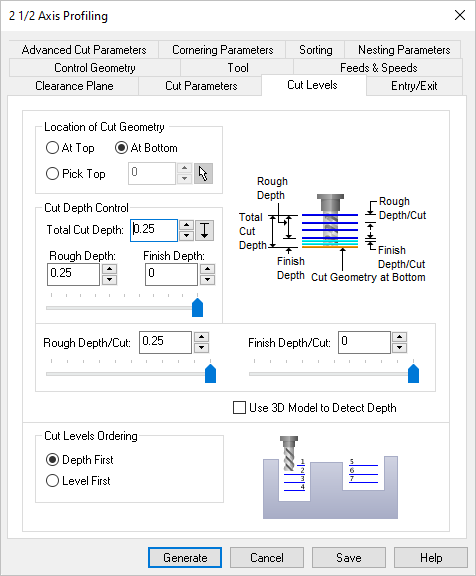 2 1/2 Axis Profiling
Advanced Cut Parameters Cornering Parameters Sorting Nesting Parameters
Control Geometry Tool Feeds & Speeds
Clearance Plane Cut Parameters Cut Levels Entry/Exit
Location of Cut Geometry
At Top At Bottom
Pick Top 0
Cut Depth Control
Total Cut Depth: 0.25
Rough Depth: Finish Depth:
0.25 0
Rough
Depth
Total
Cut
Depth
Finish
Depth
Rough
Depth/Cut
Finish
Depth/Cut
Cut Geometry at Bottom
Rough Depth/Cut: 0.25 Finish Depth/Cut: 0
Use 3D Model to Detect Depth
Cut Levels Ordering
Depth First
Level First
1 5
2 6
3 7
4
Generate Cancel Save Help